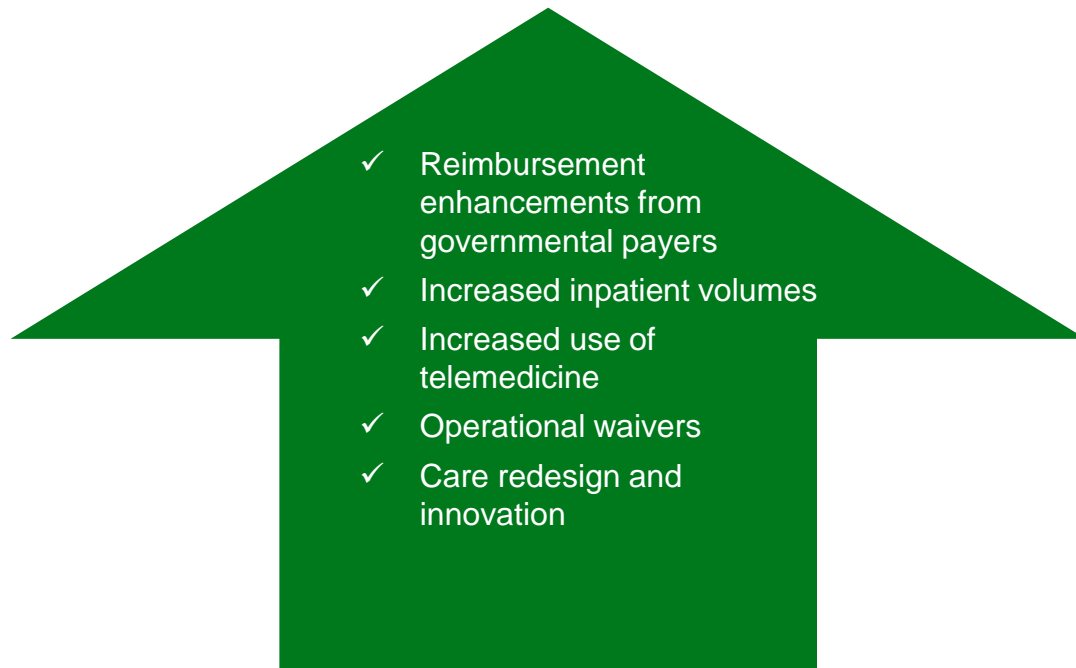 ✓ Reimbursement
enhancements from
governmental payers
✓ Increased inpatient volumes
✓ Increased use of
telemedicine
✓ Operational waivers
✓ Care redesign and
innovation